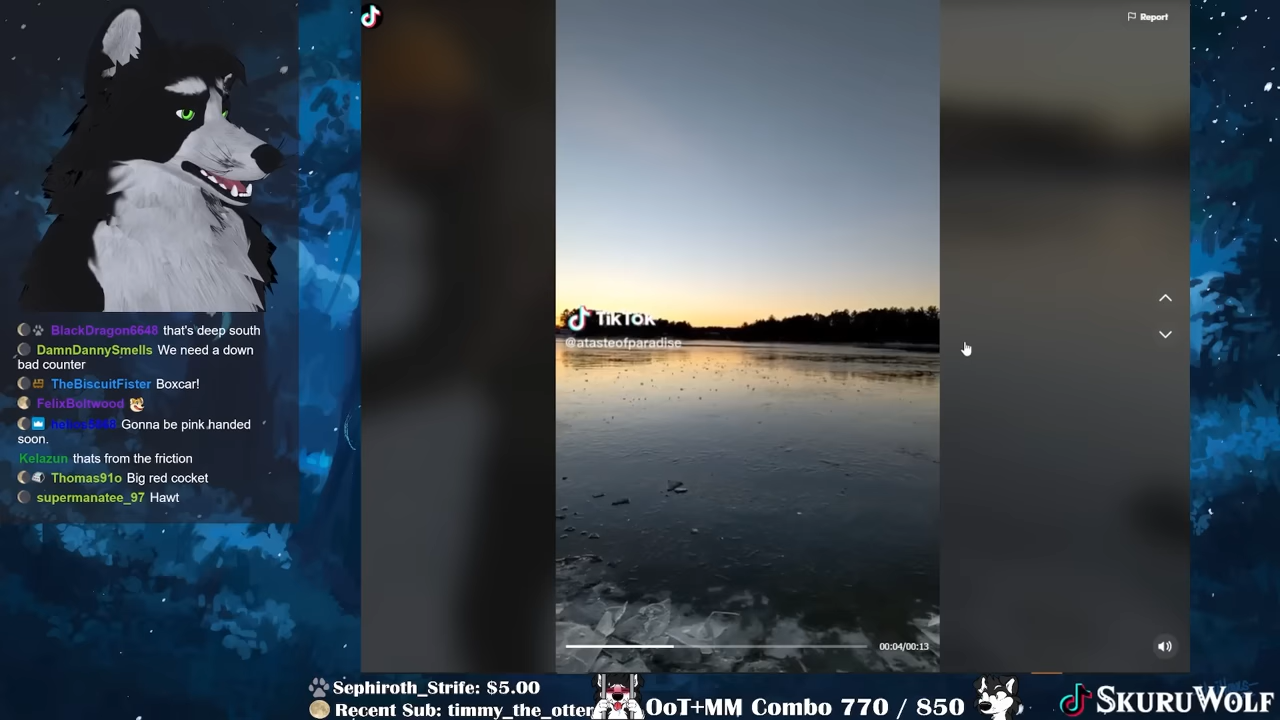 Report
TikTok
@atasteofparadise
BlackDragon6648 that's deep south
DamnDannySmells We need a down
bad counter
TheBiscuitFister Boxcar!
FelixBoltwood
Gonna be pink handed
soon.
Kelazun thats from the friction
Thomas91o Big red cocket
supermanatee_97 Hawt
00:04/00:13
Sephiroth_Strife: $5.00
Recent Sub: timmy_the_otter
OoT+MM Combo 770 / 850
SKURUWOLF